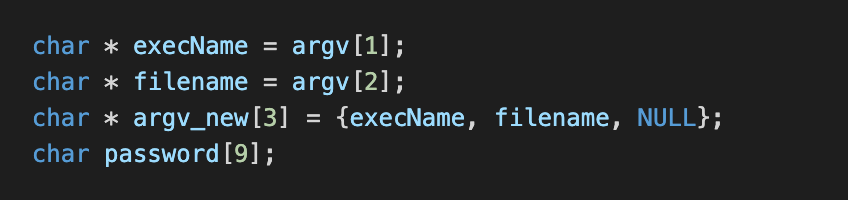 char * execName = argv[1];
char * filename = argv[2];
char * argv_new[3] = {execName, filename, NULL};
char password[9];